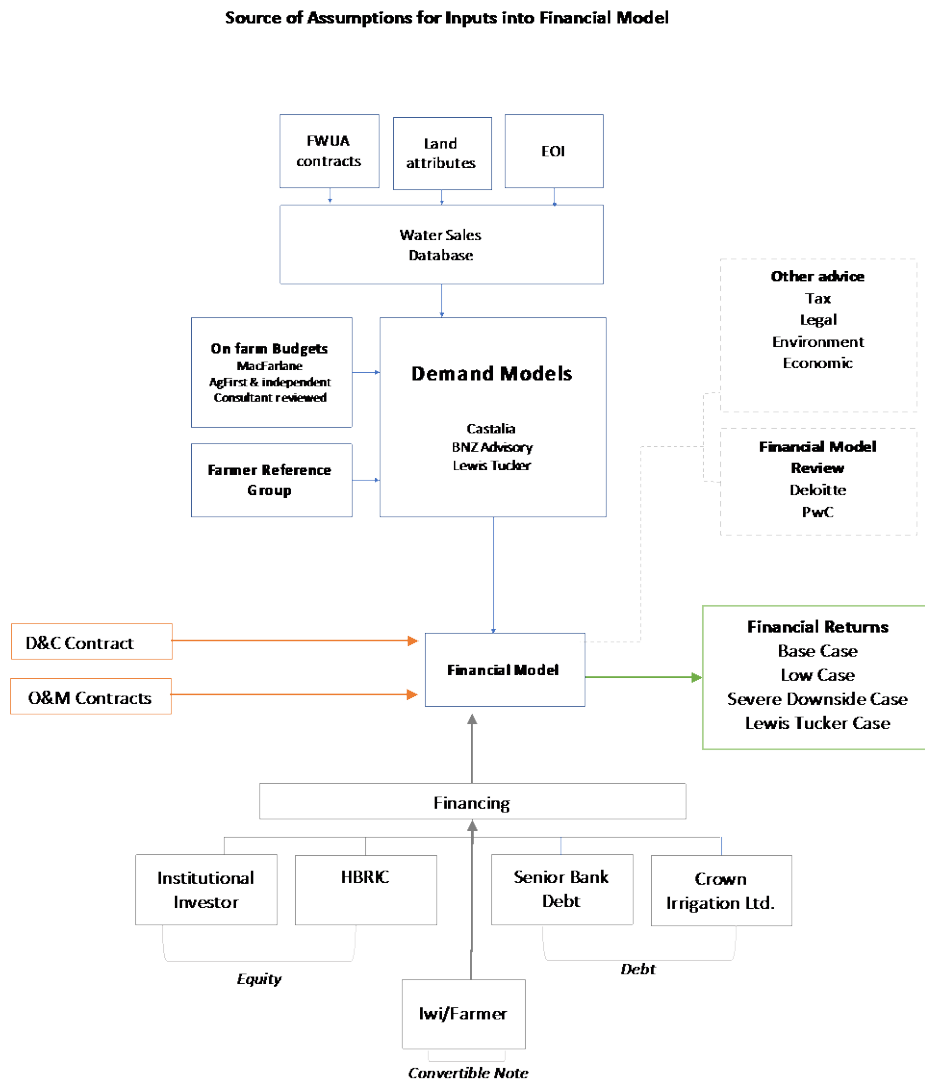 Source of Assumptions for Inputs into Financial Model
FWUA
contracts
Land
attributes
EOI
Water Sales
Database
Other advice
Tax
Legal
Environment
Economic
On farm Budgets
MacFarlane
AgFirst & independent
Consultant reviewed
Demand Models
Castalia
BNZ Advisory
Lewis Tucker
Farmer Reference
Group
Financial Model
Review
Deloitte
PwC
D&C Contract
O&M Contracts
Financial Model
Financial Returns
Base Case
Low Case
Severe Downside Case
Lewis Tucker Case
Financing
Institutional
Investor
HBRIC
Senior Bank
Debt
Crown
Irrigation Ltd.
Equity
Debt
Iwi/Farmer
Convertible Note